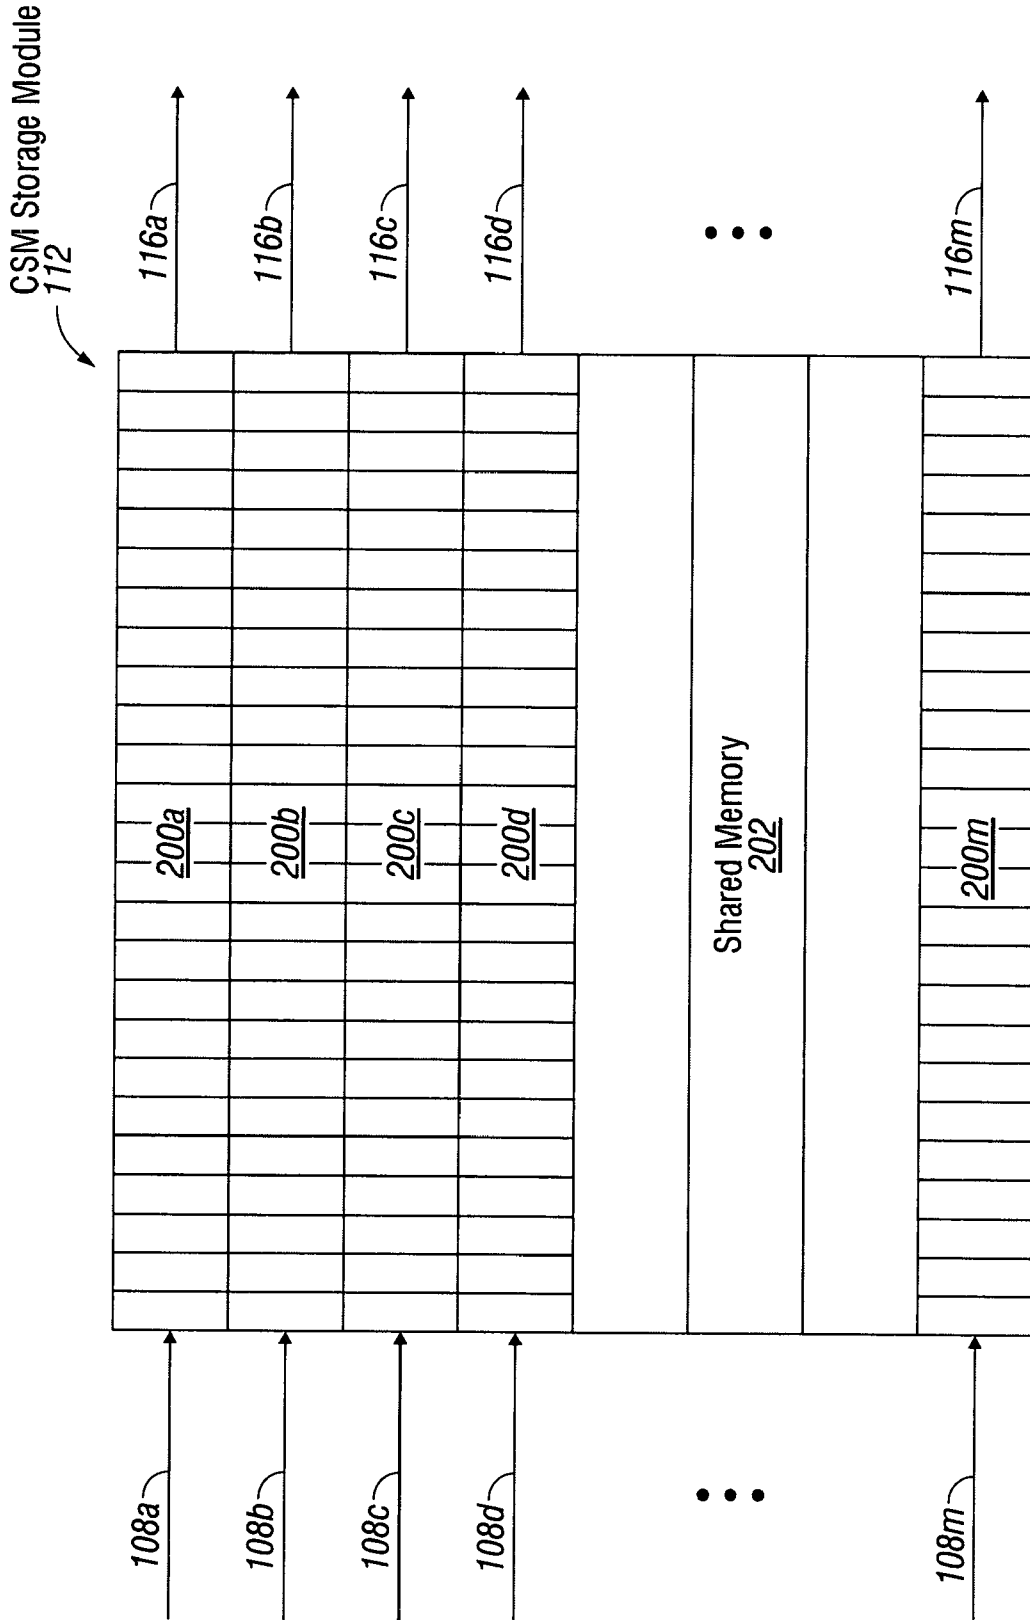 CSM Storage Module
112
108a
200a
116a
108b
200b
116b
108c
200c
116c
108d
200d
116d
Shared Memory
202
108m
200m
116m